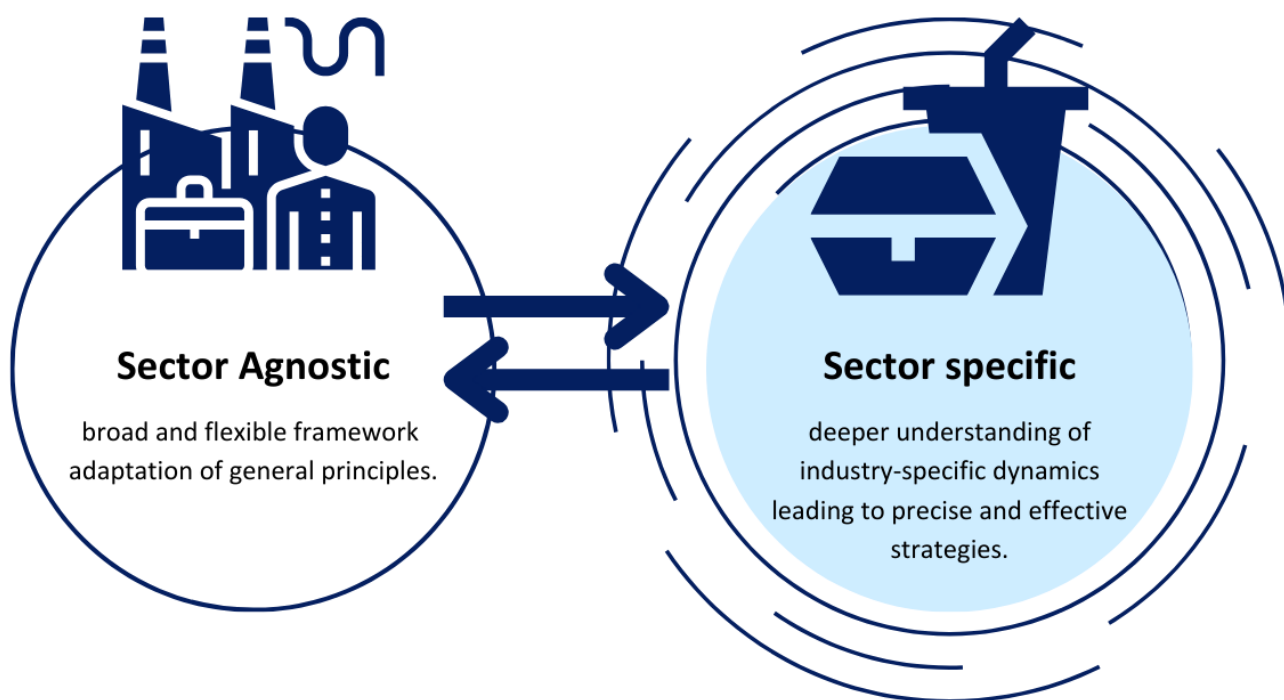 Sector Agnostic
broad and flexible framework
adaptation of general principles.
Sector specific
deeper understanding of
industry-specific dynamics
leading to precise and effective
strategies.